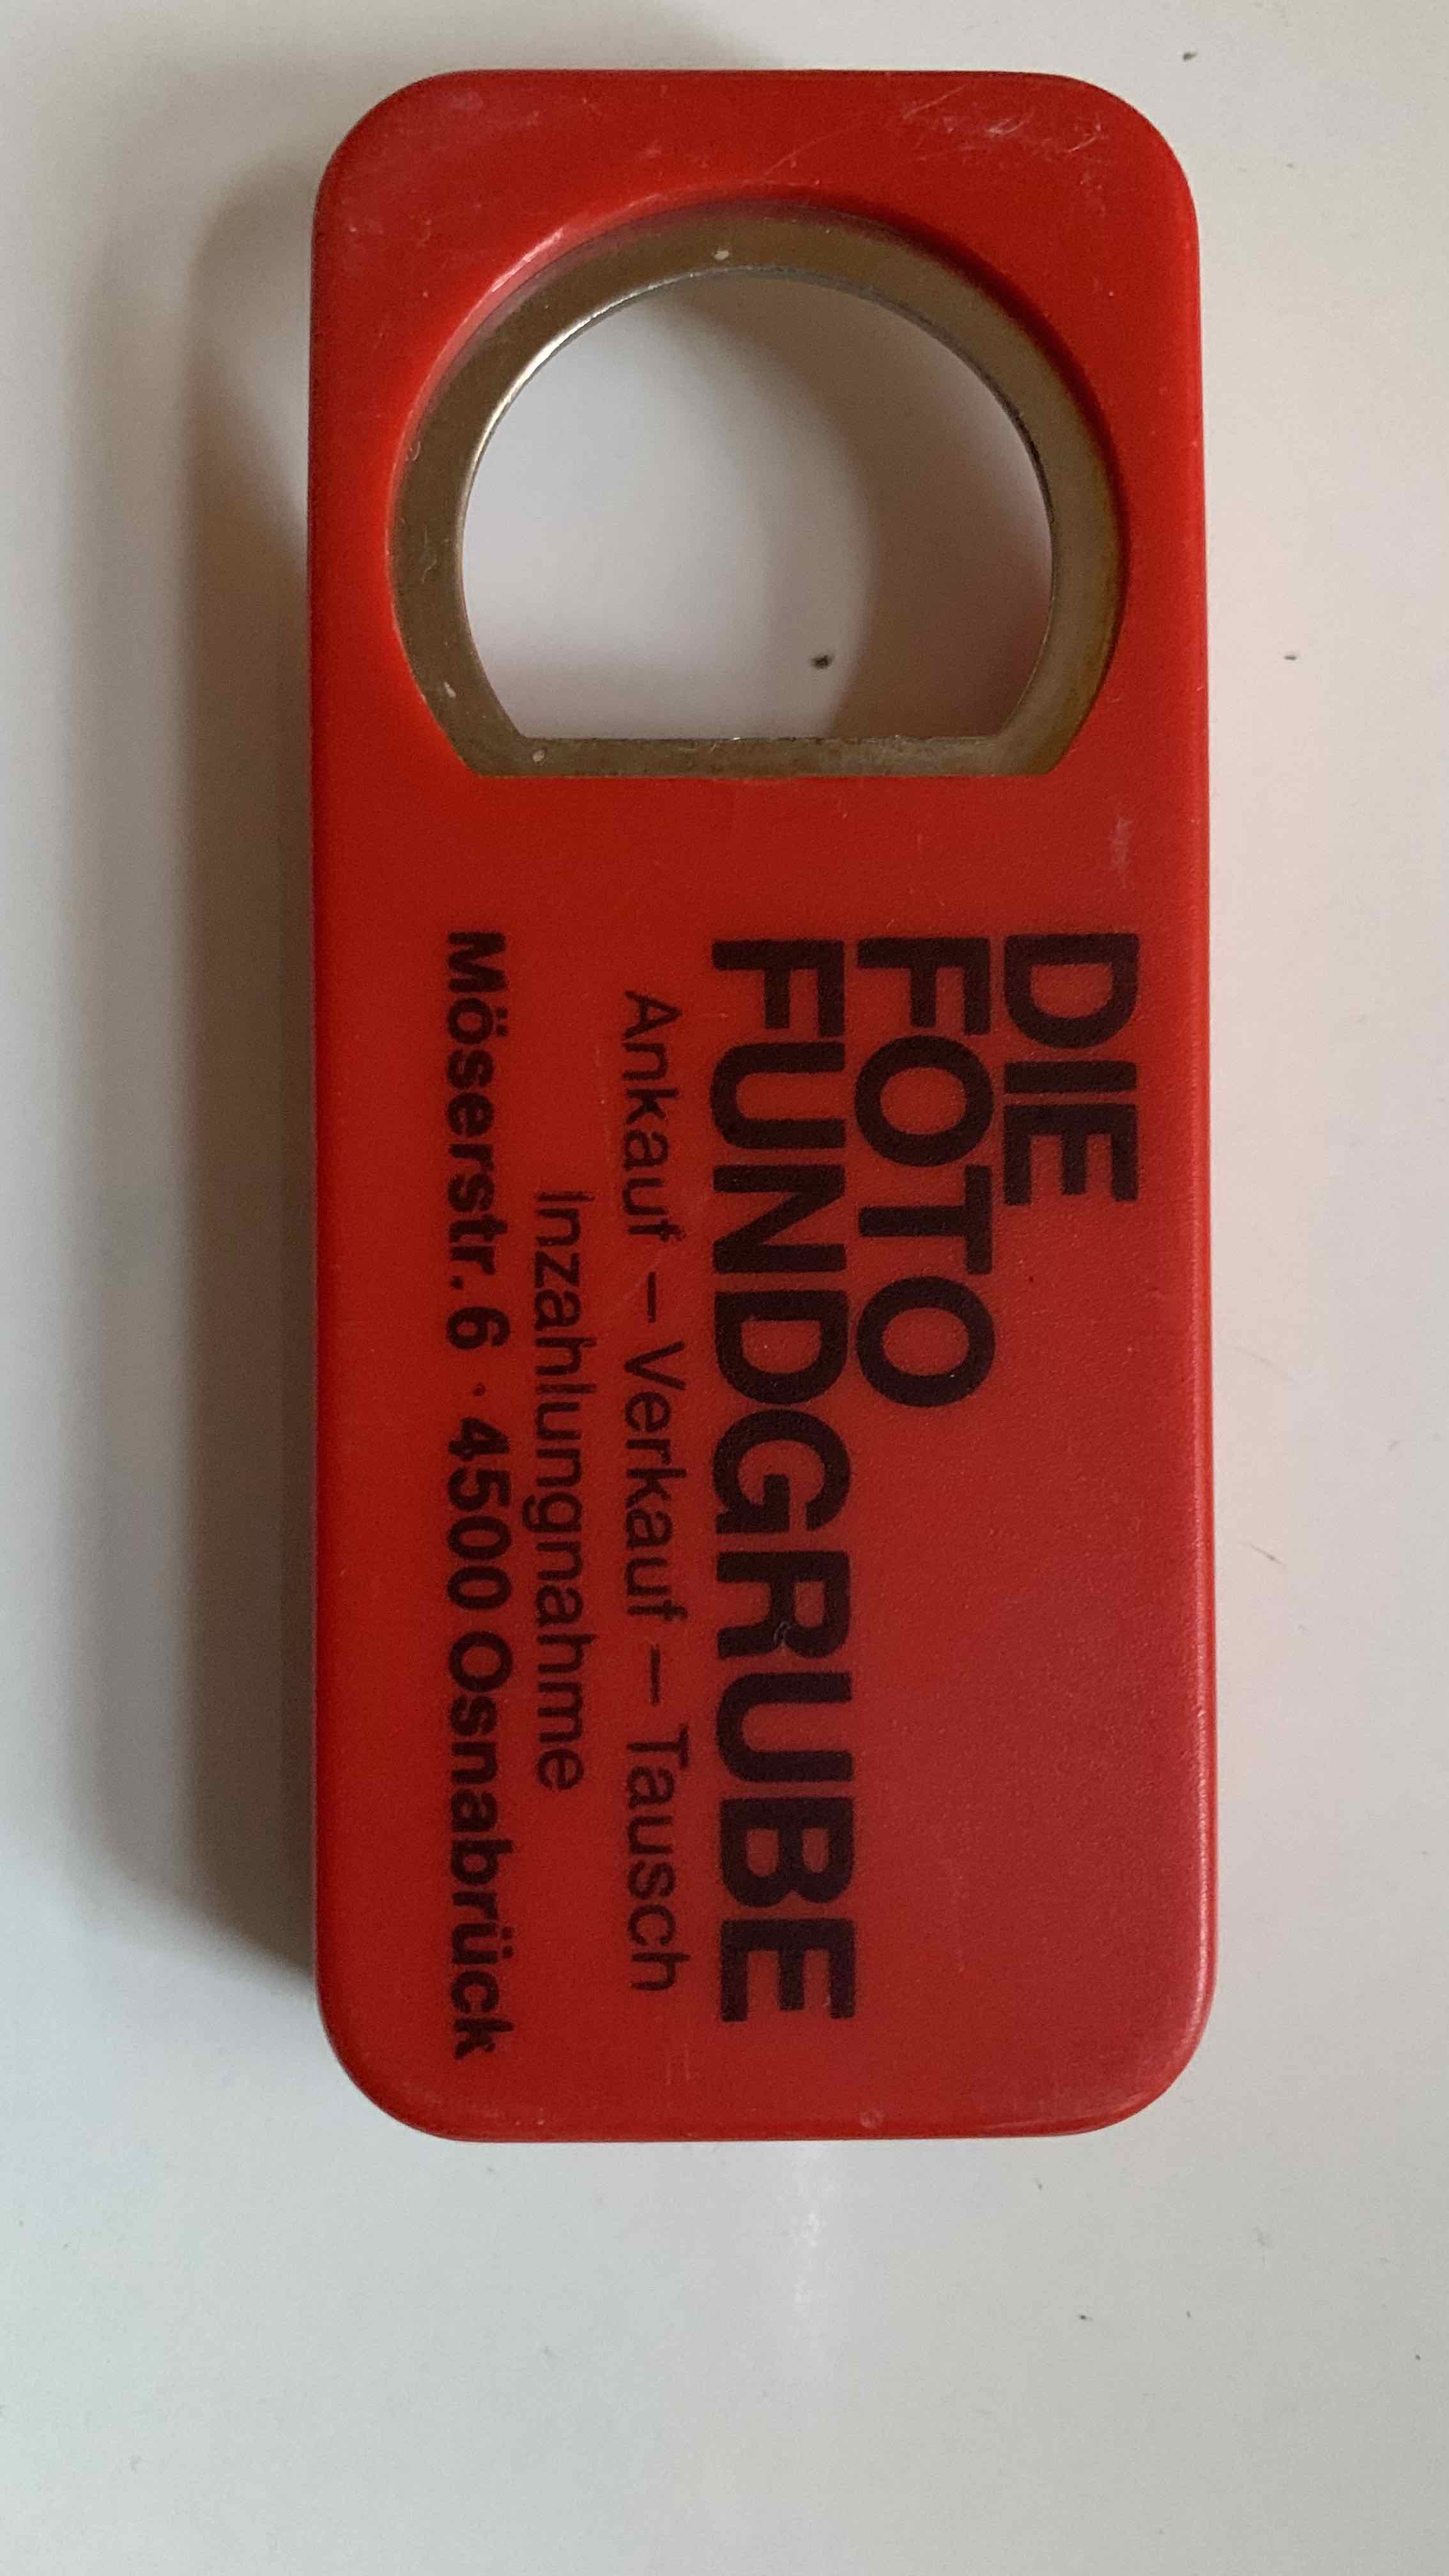 DIE
FOTO
FUNDGRUBE
Ankauf – Verkauf – Tausch
Inzahlungnahme
Möserstr. 6 · 4500 Osnabrück